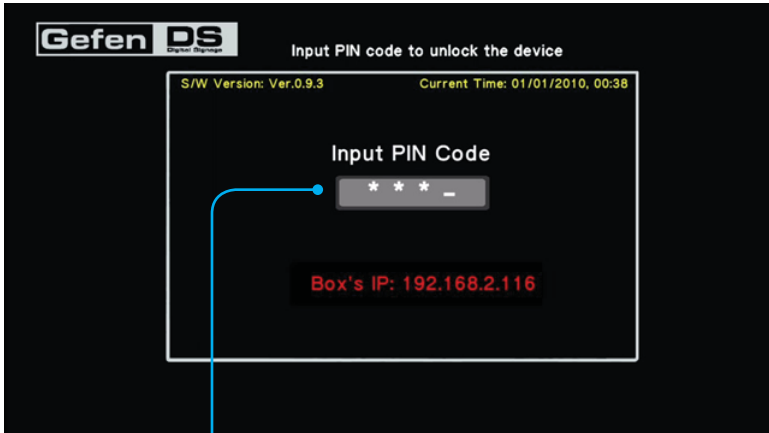 Gefen DS
Digital Signage
Input PIN code to unlock the device
S/W Version: Ver.0.9.3 Current Time: 01/01/2010, 00:38
Input PIN Code
* * * _
Box's IP: 192.168.2.116